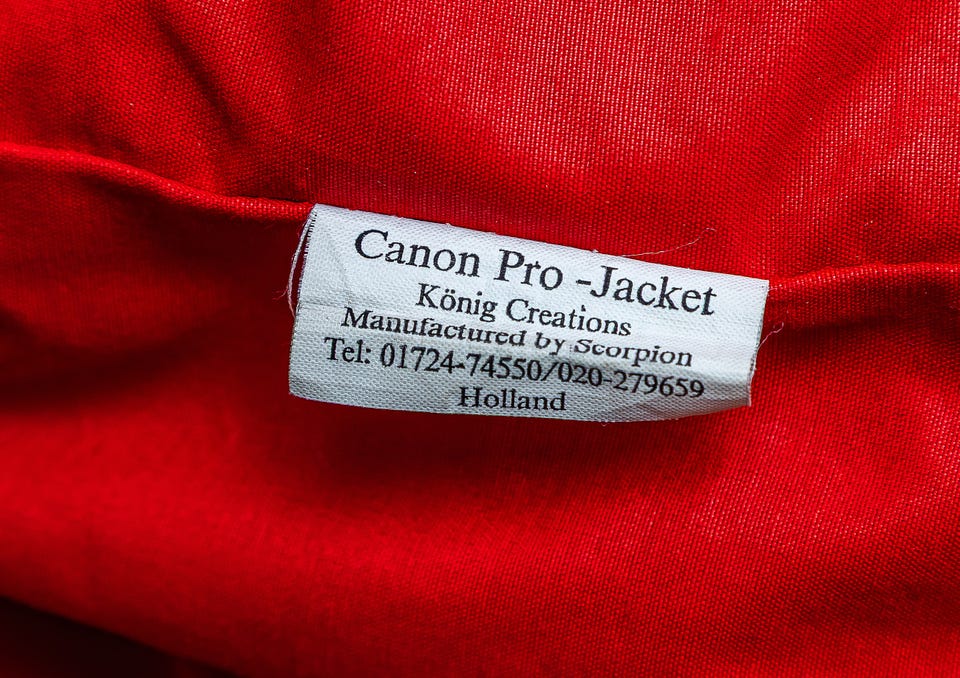 Canon Pro -Jacket
König Creations
Manufactured by Scorpion
Tel: 01724-74550/020-279659
Holland